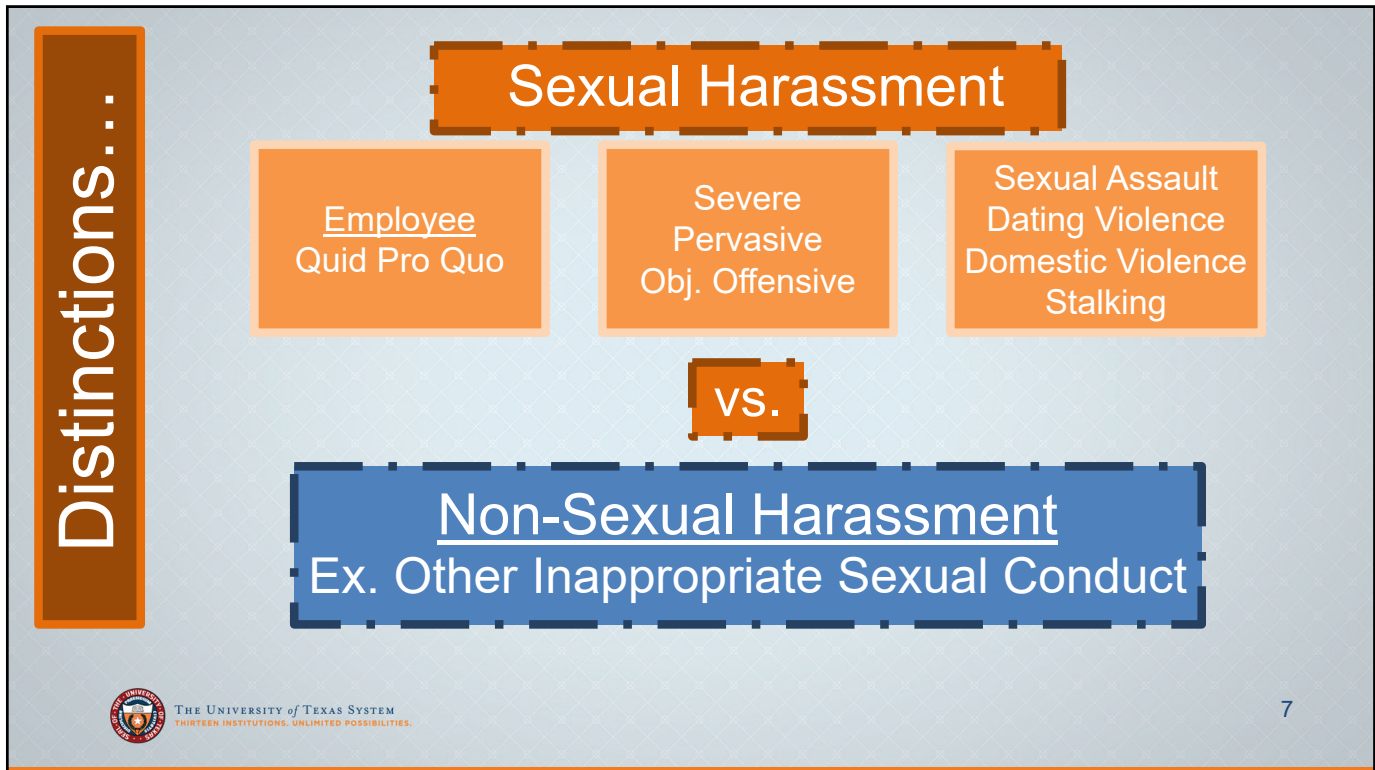 Distinctions...
Sexual Harassment
Employee
Quid Pro Quo
Severe
Pervasive
Obj. Offensive
Sexual Assault
Dating Violence
Domestic Violence
Stalking
vs.
Non-Sexual Harassment
Ex. Other Inappropriate Sexual Conduct
THE UNIVERSITY of TEXAS SYSTEM
THIRTEEN INSTITUTIONS. UNLIMITED POSSIBILITIES.
7